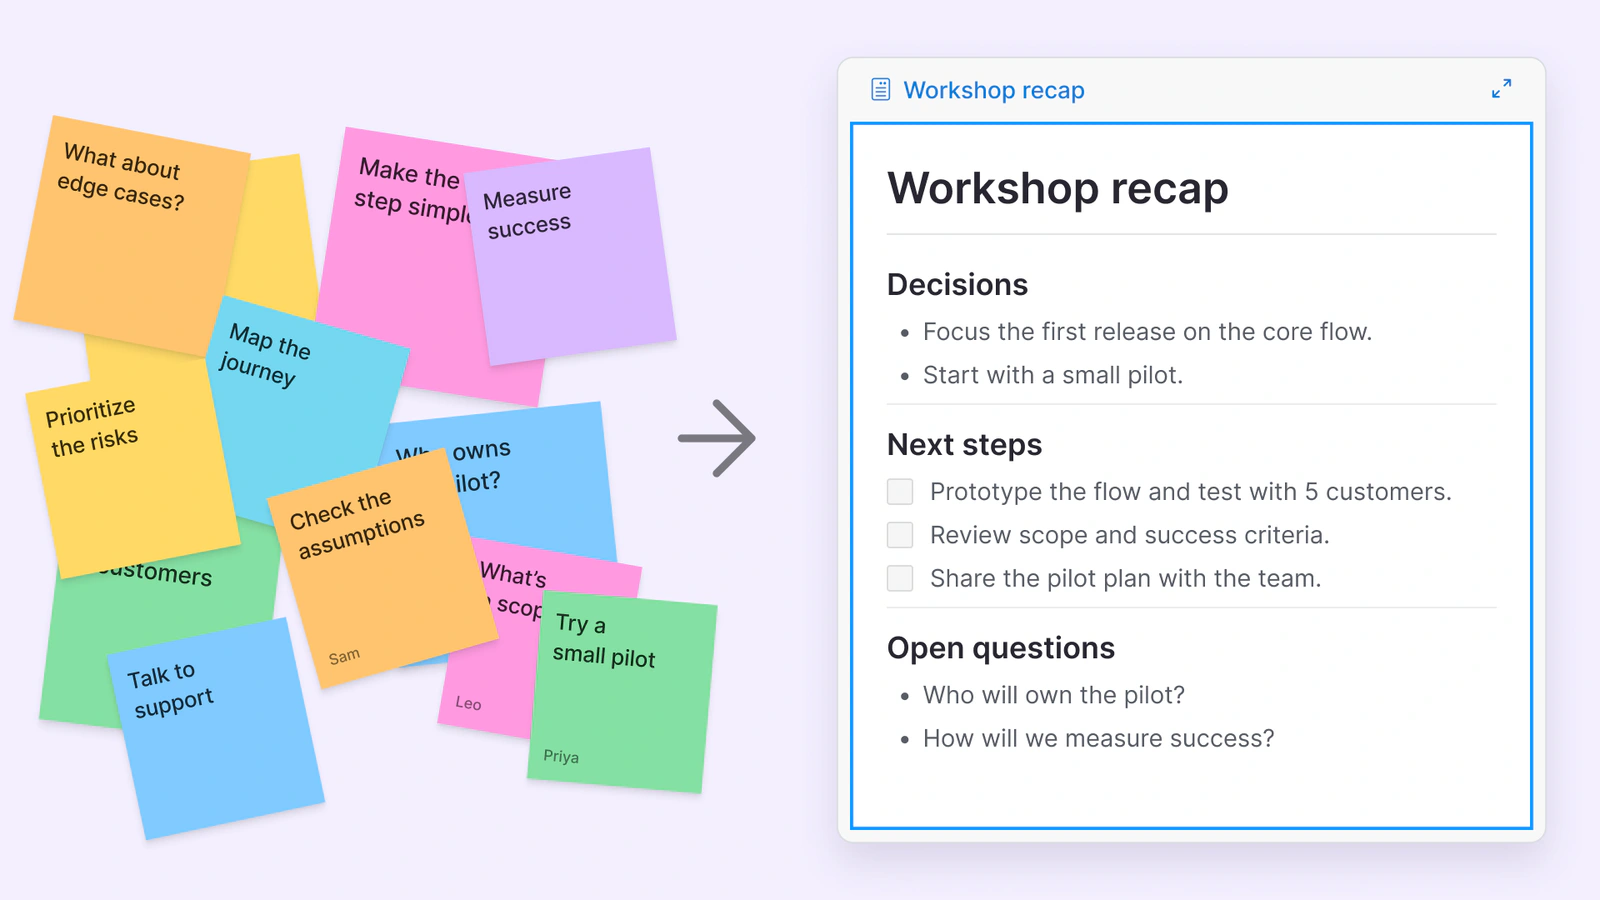 What about
edge cases?
Make the
step simple
Measure
success
Map the
journey
Prioritize
the risks
owns
Check the
assumptions
Sam
customers
What's
Leo
Try a
small pilot
Priya
Talk to
support
Workshop recap
Workshop recap
Decisions
• Focus the first release on the core flow.
• Start with a small pilot.
Next steps
Prototype the flow and test with 5 customers.
Review scope and success criteria.
Share the pilot plan with the team.
Open questions
• Who will own the pilot?
• How will we measure success?